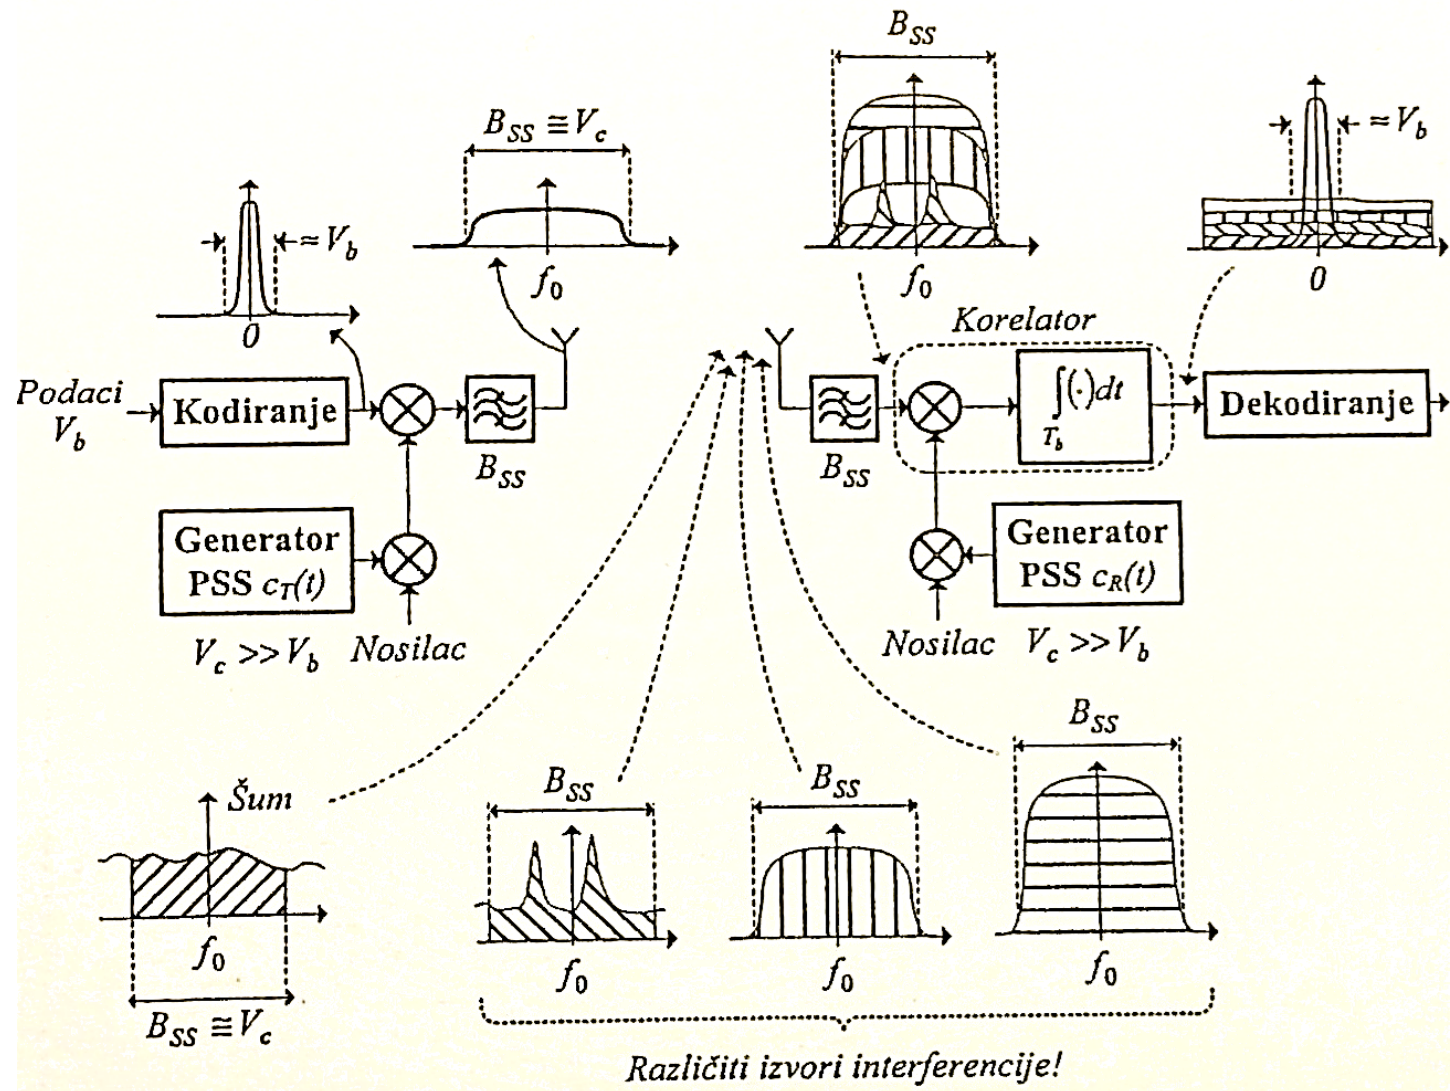 B_SS
B_SS ≅ V_c
≈ V_b
≈ V_b
0
f_0
f_0
0
Korelator
Podaci
V_b
Kodiranje
B_SS
B_SS
∫(·)dt
T_b
Dekodiranje
Generator
PSS c_T(t)
Generator
PSS c_R(t)
V_c >> V_b
Nosilac
Nosilac
V_c >> V_b
Šum
f_0
B_SS ≅ V_c
B_SS
f_0
B_SS
f_0
B_SS
f_0
Različiti izvori interferencije!